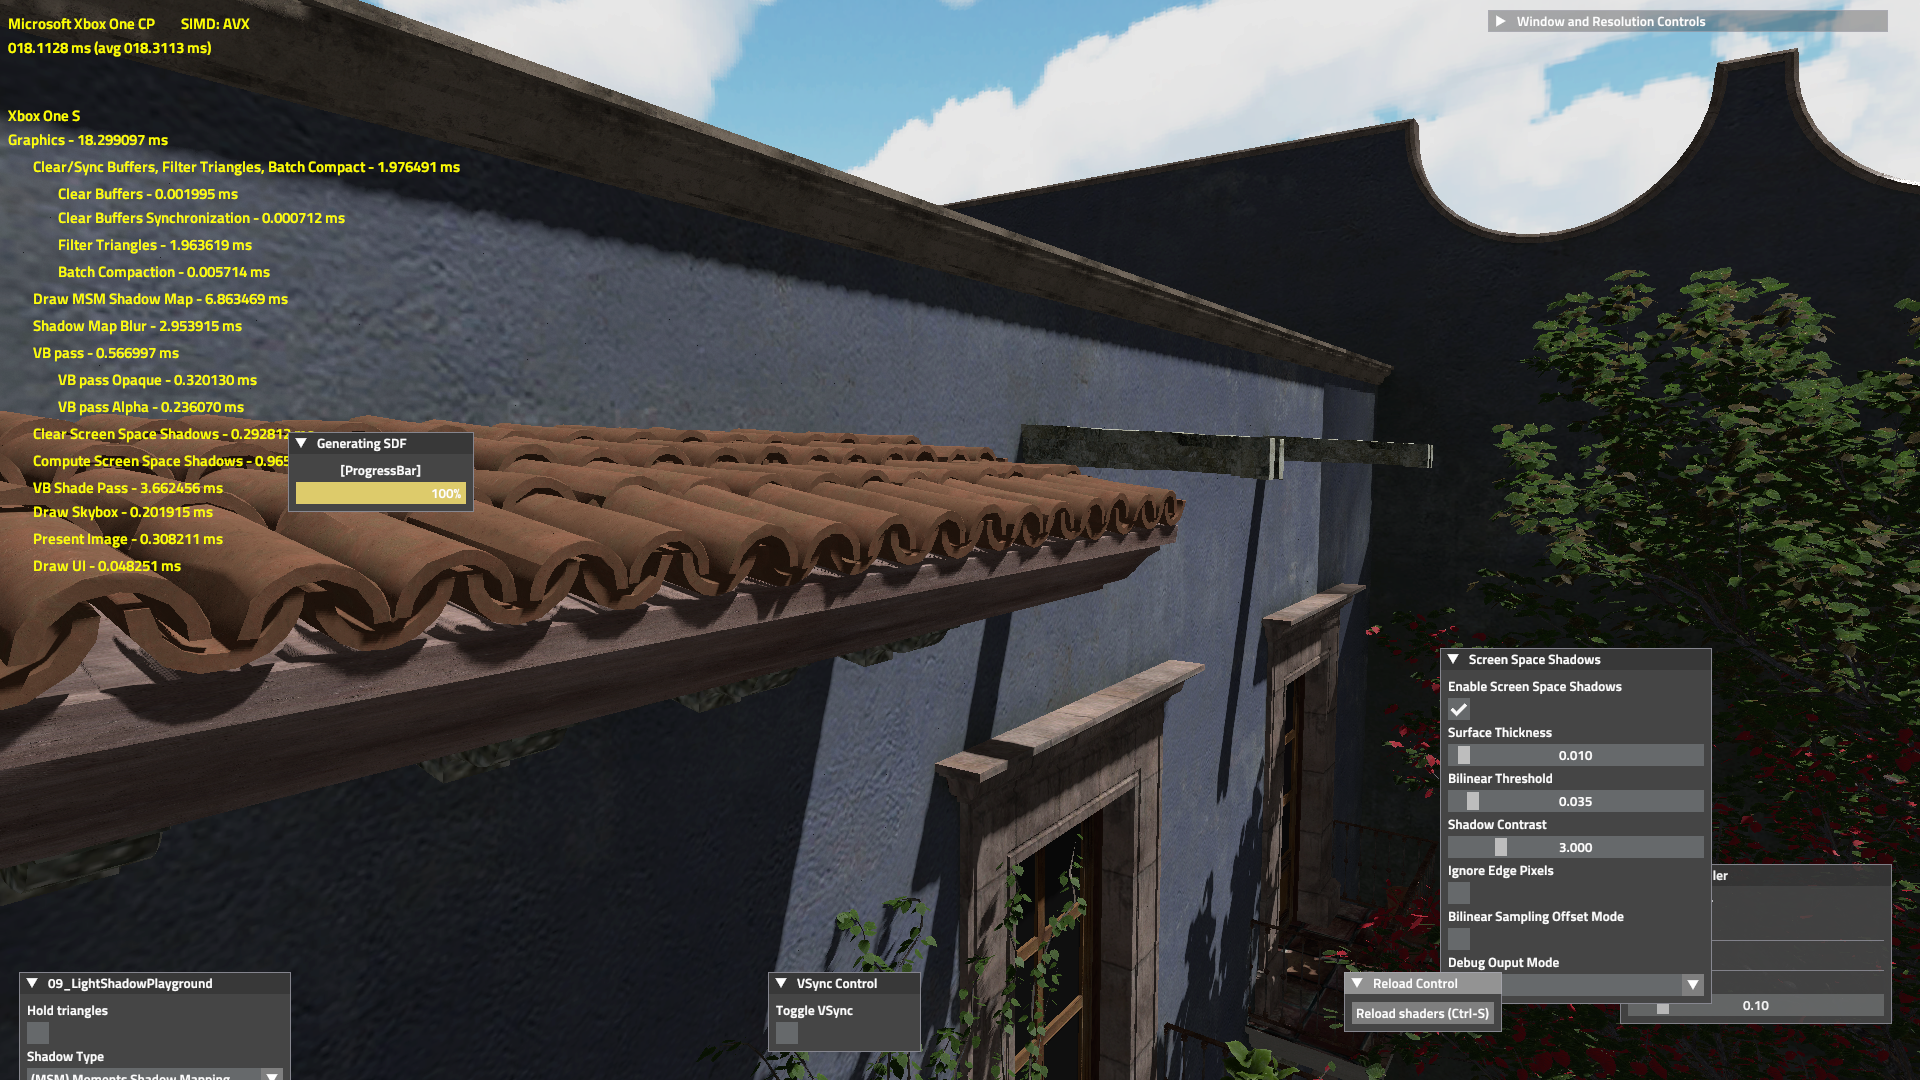 Microsoft Xbox One CP SIMD: AVX
018.1128 ms (avg 018.3113 ms)
Window and Resolution Controls
Xbox One S
Graphics - 18.299097 ms
Clear/Sync Buffers, Filter Triangles, Batch Compact - 1.976491 ms
Clear Buffers - 0.001995 ms
Clear Buffers Synchronization - 0.000712 ms
Filter Triangles - 1.963619 ms
Batch Compaction - 0.005714 ms
Draw MSM Shadow Map - 6.863469 ms
Shadow Map Blur - 2.953915 ms
VB pass - 0.566997 ms
VB pass Opaque - 0.320130 ms
VB pass Alpha - 0.236070 ms
Clear Screen Space Shadows - 0.292812
Compute Screen Space Shadows - 0.965
VB Shade Pass - 3.662456 ms
Draw Skybox - 0.201915 ms
Present Image - 0.308211 ms
Draw UI - 0.048251 ms
Generating SDF
[ProgressBar]
100%
Screen Space Shadows
Enable Screen Space Shadows
Surface Thickness
0.010
Bilinear Threshold
0.035
Shadow Contrast
3.000
Ignore Edge Pixels
Bilinear Sampling Offset Mode
Debug Ouput Mode
ler
0.10
09_LightShadowPlayground
Hold triangles
Shadow Type
(MSM) Moments Shadow Mapping
VSync Control
Toggle VSync
Reload Control
Reload shaders (Ctrl-S)